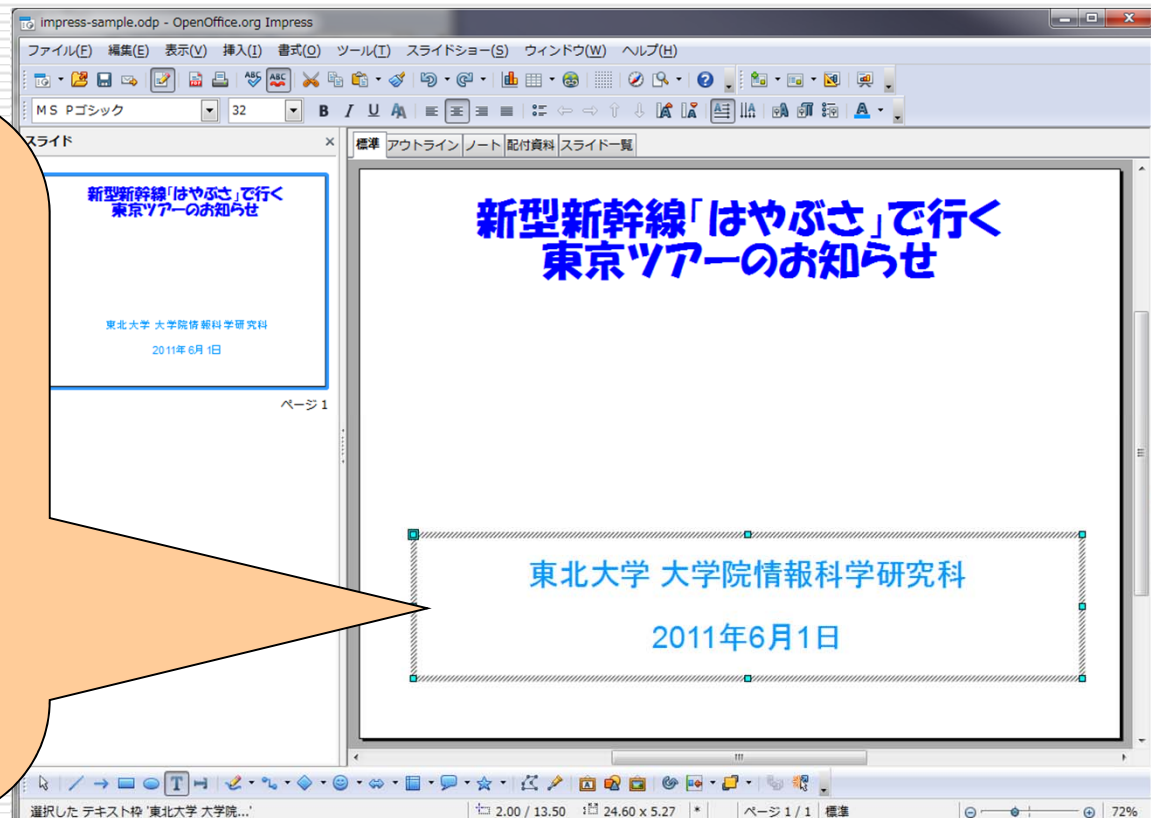 impress-sample.odp - OpenOffice.org Impress
ファイル(F) 編集(E) 表示(V) 挿入(I) 書式(O) ツール(T) スライドショー(S) ウィンドウ(W) ヘルプ(H)
MS Pゴシック 32
スライド
標準 アウトライン ノート 配付資料 スライド一覧
新型新幹線「はやぶさ」で行く
東京ツアーのお知らせ
東北大学 大学院情報科学研究科
2011年6月1日
ページ 1
新型新幹線「はやぶさ」で行く
東京ツアーのお知らせ
東北大学 大学院情報科学研究科
2011年6月1日
選択した テキスト枠 '東北大学 大学院...' 2.00 / 13.50 24.60 x 5.27 * ページ 1 / 1 標準 72%